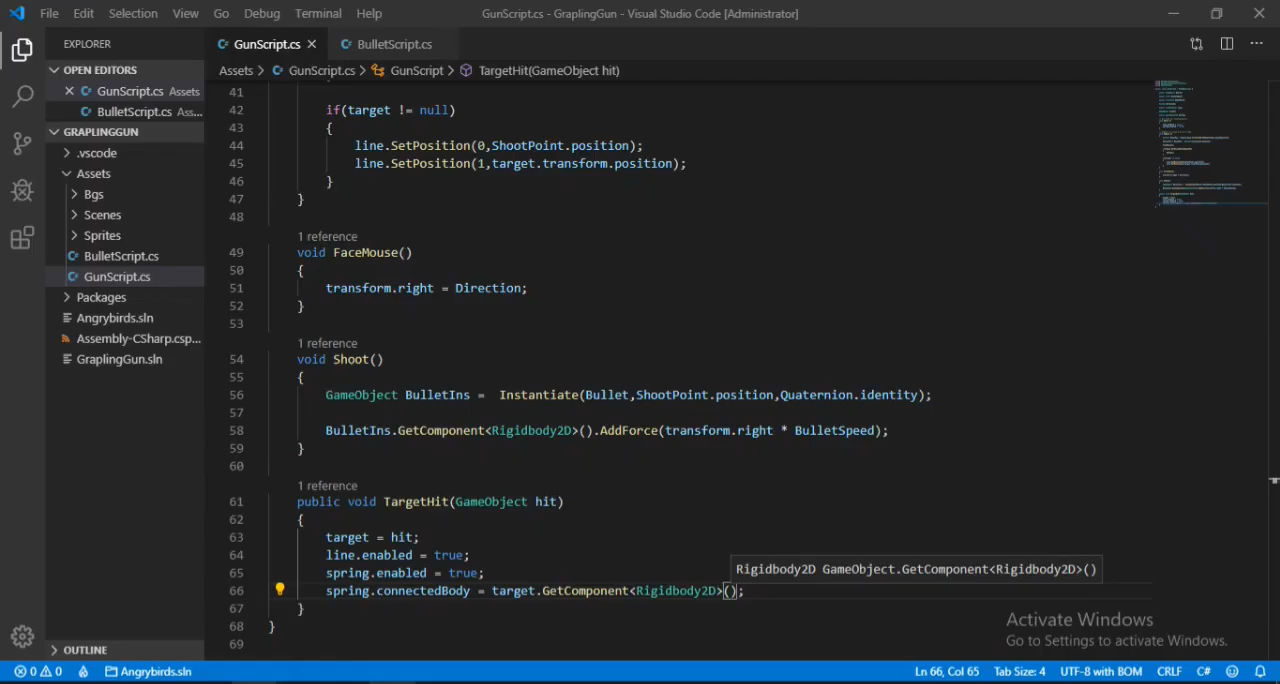 File Edit Selection View Go Debug Terminal Help GunScript.cs - GraplingGun - Visual Studio Code [Administrator]
EXPLORER
GunScript.cs
BulletScript.cs
OPEN EDITORS
GunScript.cs Assets
BulletScript.cs Ass...
GRAPLINGGUN
.vscode
Assets
Bgs
Scenes
Sprites
BulletScript.cs
GunScript.cs
Packages
Angrybirds.sln
Assembly-CSharp.csp...
GraplingGun.sln
OUTLINE
Assets > GunScript.cs > GunScript > TargetHit(GameObject hit)
41
42 if(target != null)
43 {
44 line.SetPosition(0,ShootPoint.position);
45 line.SetPosition(1,target.transform.position);
46 }
47 }
48
1 reference
49 void FaceMouse()
50 {
51 transform.right = Direction;
52 }
53
1 reference
54 void Shoot()
55 {
56 GameObject BulletIns =  Instantiate(Bullet,ShootPoint.position,Quaternion.identity);
57
58 BulletIns.GetComponent<Rigidbody2D>().AddForce(transform.right * BulletSpeed);
59 }
60
1 reference
61 public void TargetHit(GameObject hit)
62 {
63 target = hit;
64 line.enabled = true;
65 spring.enabled = true;
Rigidbody2D GameObject.GetComponent<Rigidbody2D>()
66 spring.connectedBody = target.GetComponent<Rigidbody2D>();
67 }
68 }
69
Activate Windows
Go to Settings to activate Windows.
0 0 Angrybirds.sln Ln 66, Col 65 Tab Size: 4 UTF-8 with BOM CRLF C#